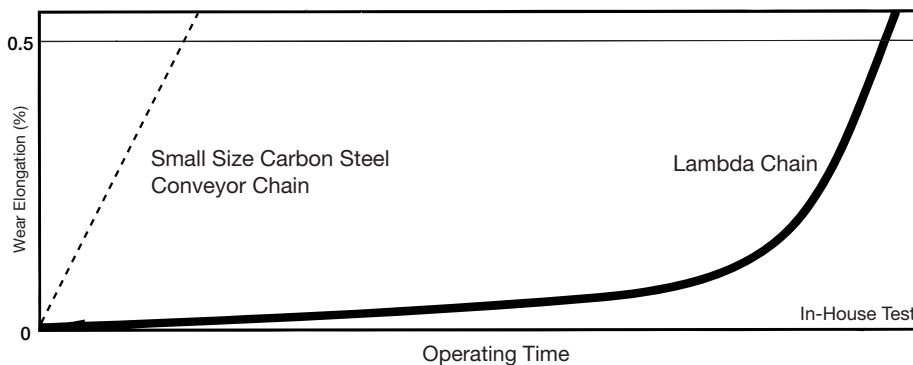 0.5
Wear Elongation (%)
Small Size Carbon Steel
Conveyor Chain
Lambda Chain
In-House Test
0
Operating Time